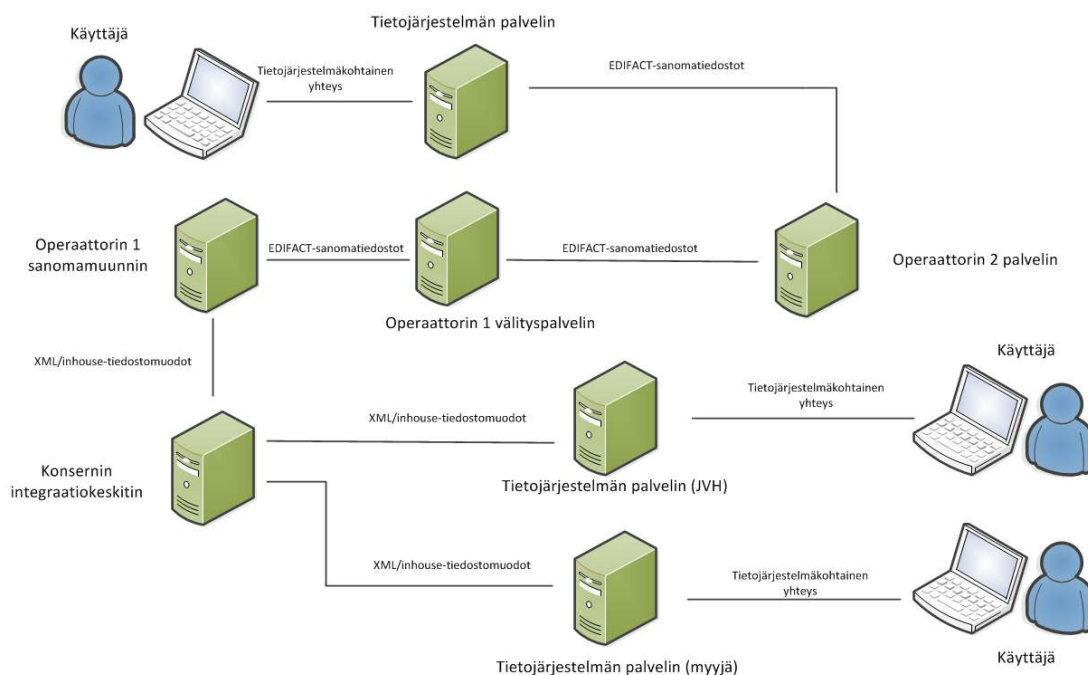 Tietojärjestelmän palvelin
Käyttäjä
Tietojärjestelmäkohtainen
yhteys
EDIFACT-sanomatiedostot
Operaattorin 1
sanomamuunnin
EDIFACT-sanomatiedostot
EDIFACT-sanomatiedostot
Operaattorin 2 palvelin
Operaattorin 1 välityspalvelin
XML/inhouse-tiedostomuodot
Käyttäjä
Tietojärjestelmäkohtainen
yhteys
XML/inhouse-tiedostomuodot
Konsernin
integraatiokeskitin
Tietojärjestelmän palvelin (JVH)
XML/inhouse-tiedostomuodot
Tietojärjestelmäkohtainen
yhteys
Tietojärjestelmän palvelin (myyjä)
Käyttäjä